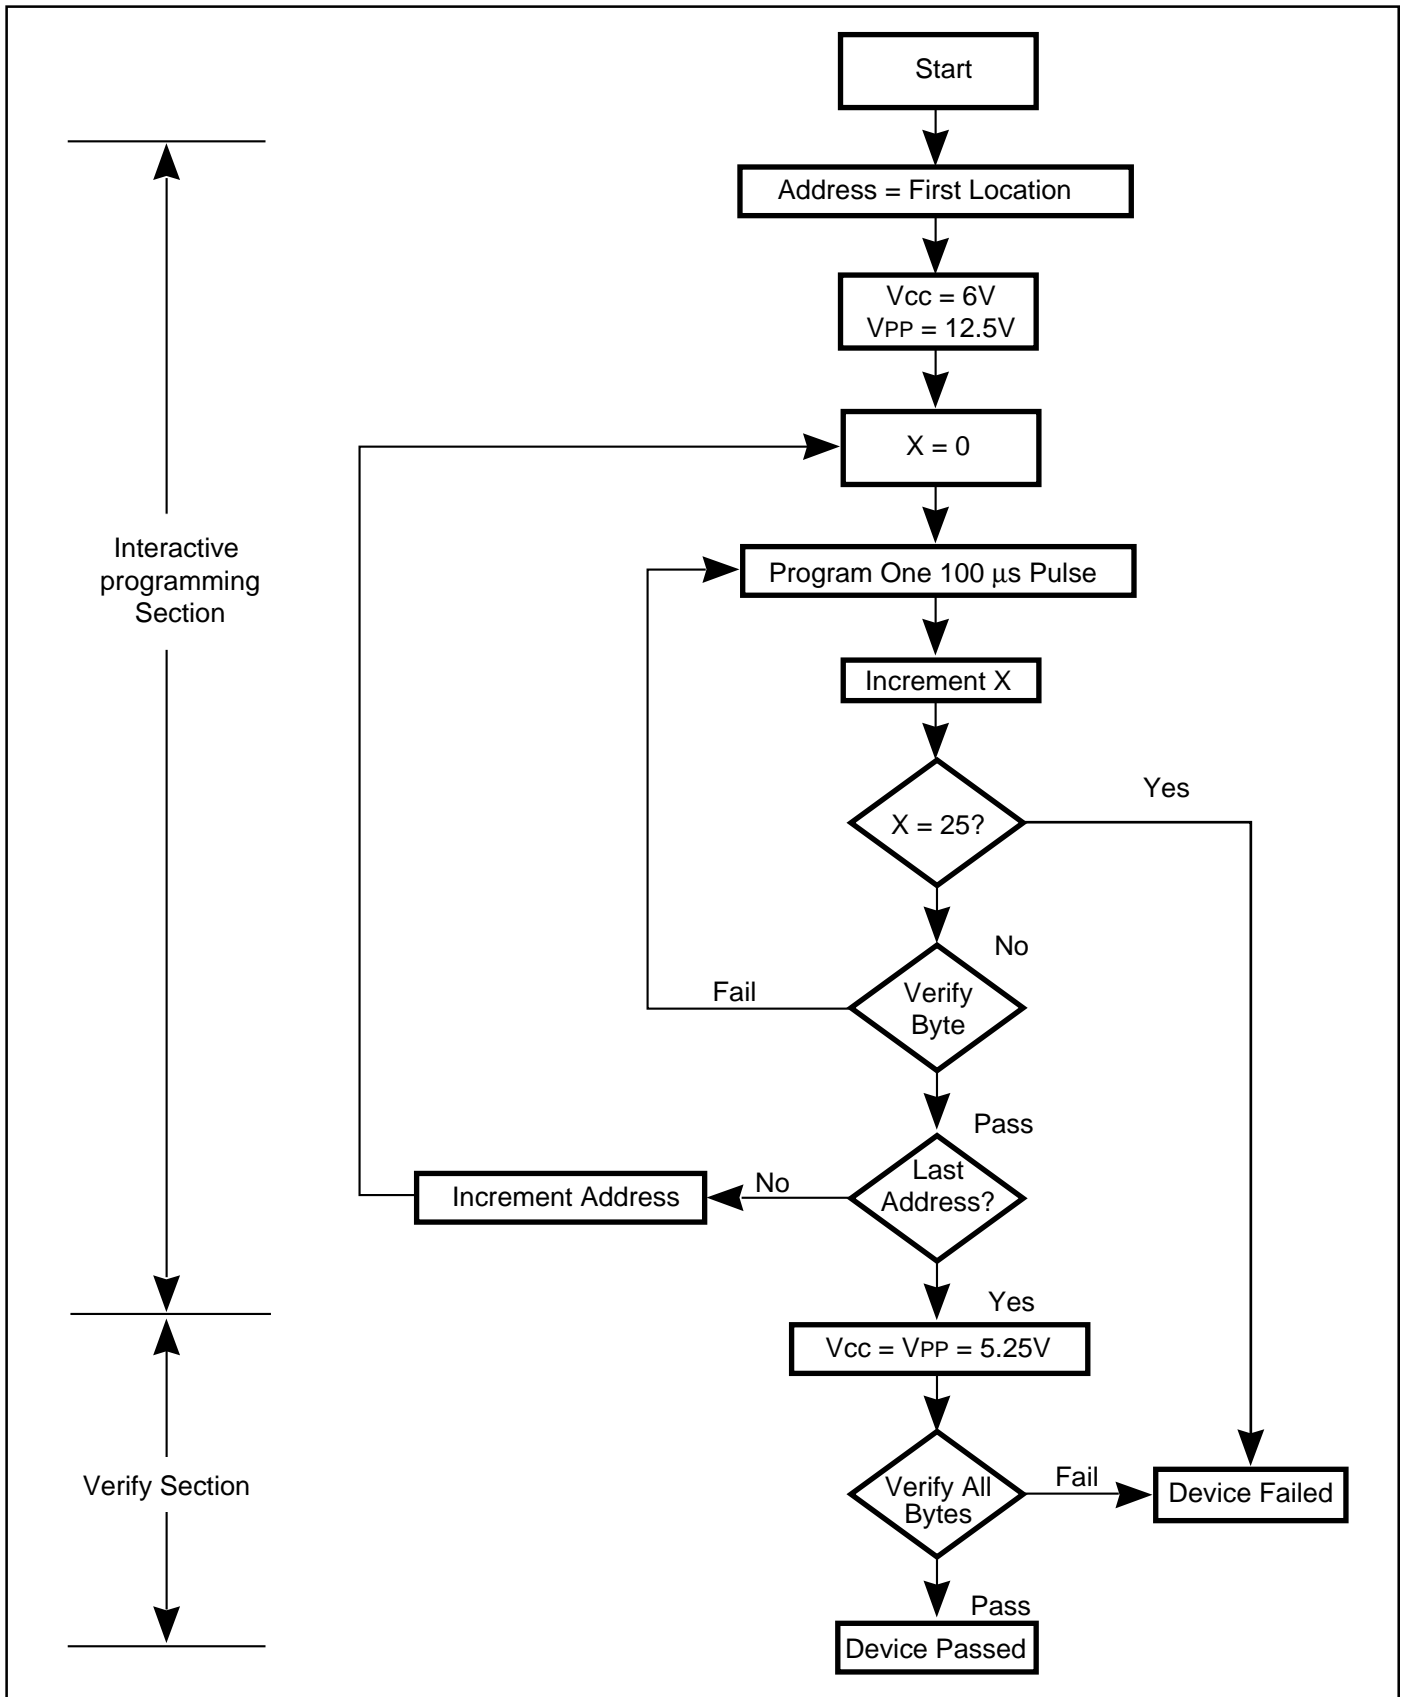 Start
Address = First Location
Vcc = 6V
VPP = 12.5V
X = 0
Interactive
programming
Section
Program One 100 µs Pulse
Increment X
X = 25?
Yes
No
Verify
Byte
Fail
Pass
Last
Address?
No
Increment Address
Yes
Vcc = VPP = 5.25V
Verify Section
Verify All
Bytes
Fail
Device Failed
Pass
Device Passed